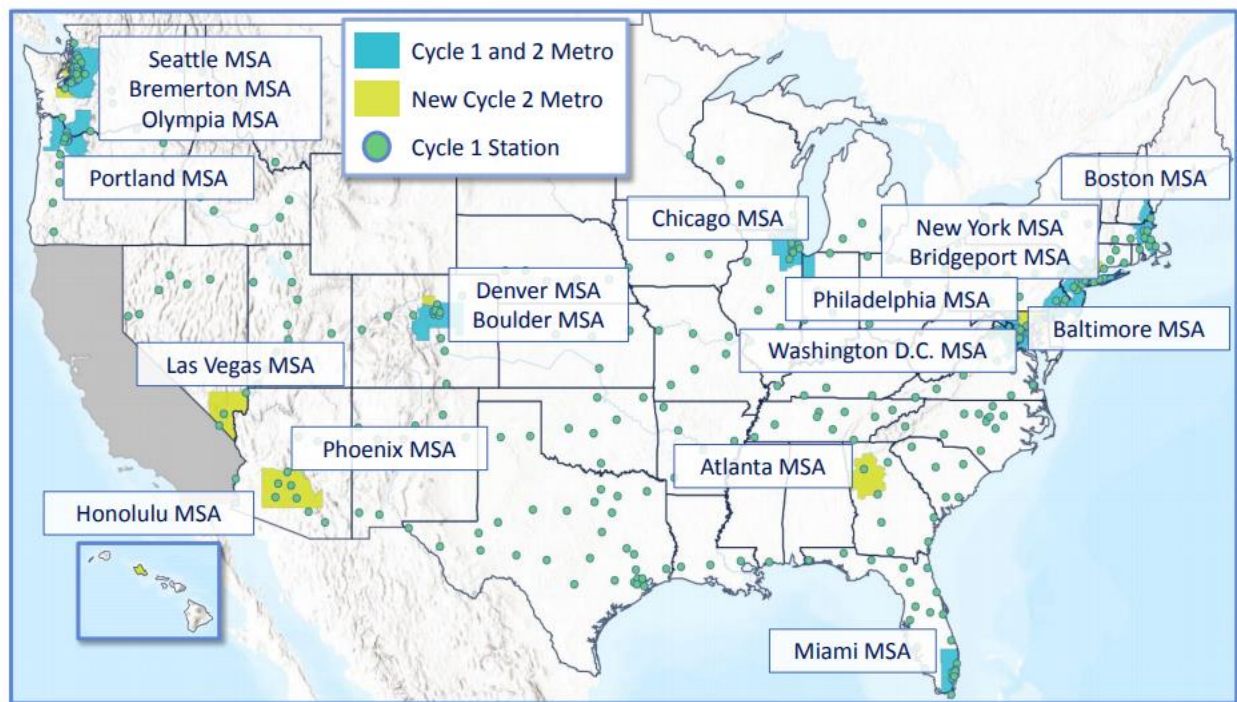 Seattle MSA
Bremerton MSA
Olympia MSA
Cycle 1 and 2 Metro
New Cycle 2 Metro
Cycle 1 Station
Portland MSA
Chicago MSA
Boston MSA
New York MSA
Bridgeport MSA
Denver MSA
Boulder MSA
Philadelphia MSA
Baltimore MSA
Washington D.C. MSA
Las Vegas MSA
Phoenix MSA
Atlanta MSA
Honolulu MSA
Miami MSA